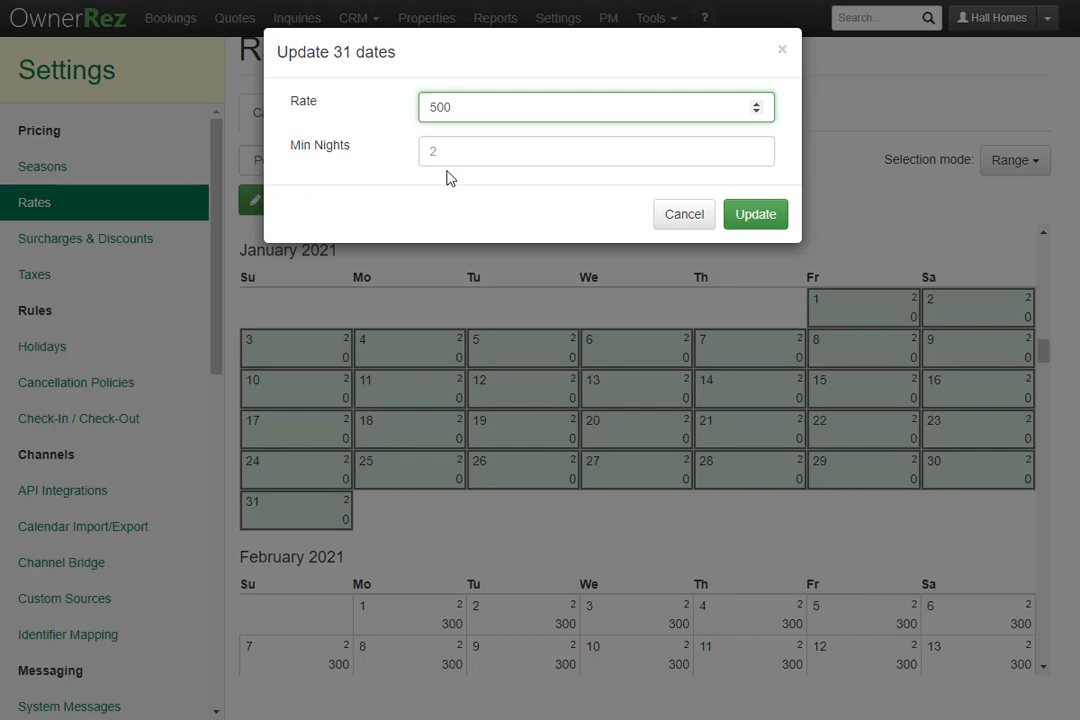 OwnerRez Bookings Quotes Inquiries CRM Properties Reports Settings PM Tools ? Search... Hall Homes
Settings
Pricing
Seasons
Rates
Surcharges & Discounts
Taxes
Rules
Holidays
Cancellation Policies
Check-In / Check-Out
Channels
API Integrations
Calendar Import/Export
Channel Bridge
Custom Sources
Identifier Mapping
Messaging
System Messages
Update 31 dates ×
Rate 500
Min Nights 2
Cancel Update
Selection mode: Range
January 2021
Su Mo Tu We Th Fr Sa
1 2 2 2
0 0
3 2 4 2 5 2 6 2 7 2 8 2 9 2
0 0 0 0 0 0 0
10 2 11 2 12 2 13 2 14 2 15 2 16 2
0 0 0 0 0 0 0
17 2 18 2 19 2 20 2 21 2 22 2 23 2
0 0 0 0 0 0 0
24 2 25 2 26 2 27 2 28 2 29 2 30 2
0 0 0 0 0 0 0
31 2
0
February 2021
Su Mo Tu We Th Fr Sa
1 2 2 2 3 2 4 2 5 2 6 2
300 300 300 300 300 300
7 2 8 2 9 2 10 2 11 2 12 2 13 2
300 300 300 300 300 300 300